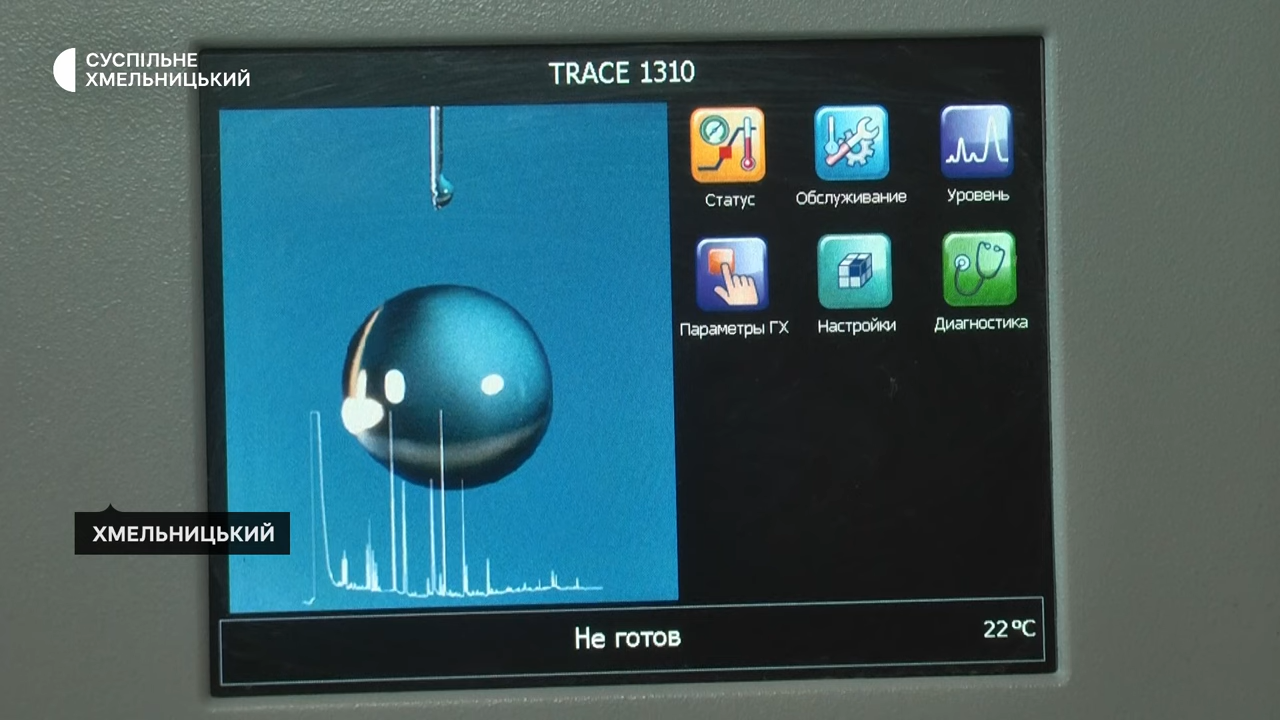 СУСПІЛЬНЕ
ХМЕЛЬНИЦЬКИЙ
TRACE 1310
Статус
Обслуживание
Уровень
Параметры ГХ
Настройки
Диагностика
ХМЕЛЬНИЦЬКИЙ
Не готов
22°C